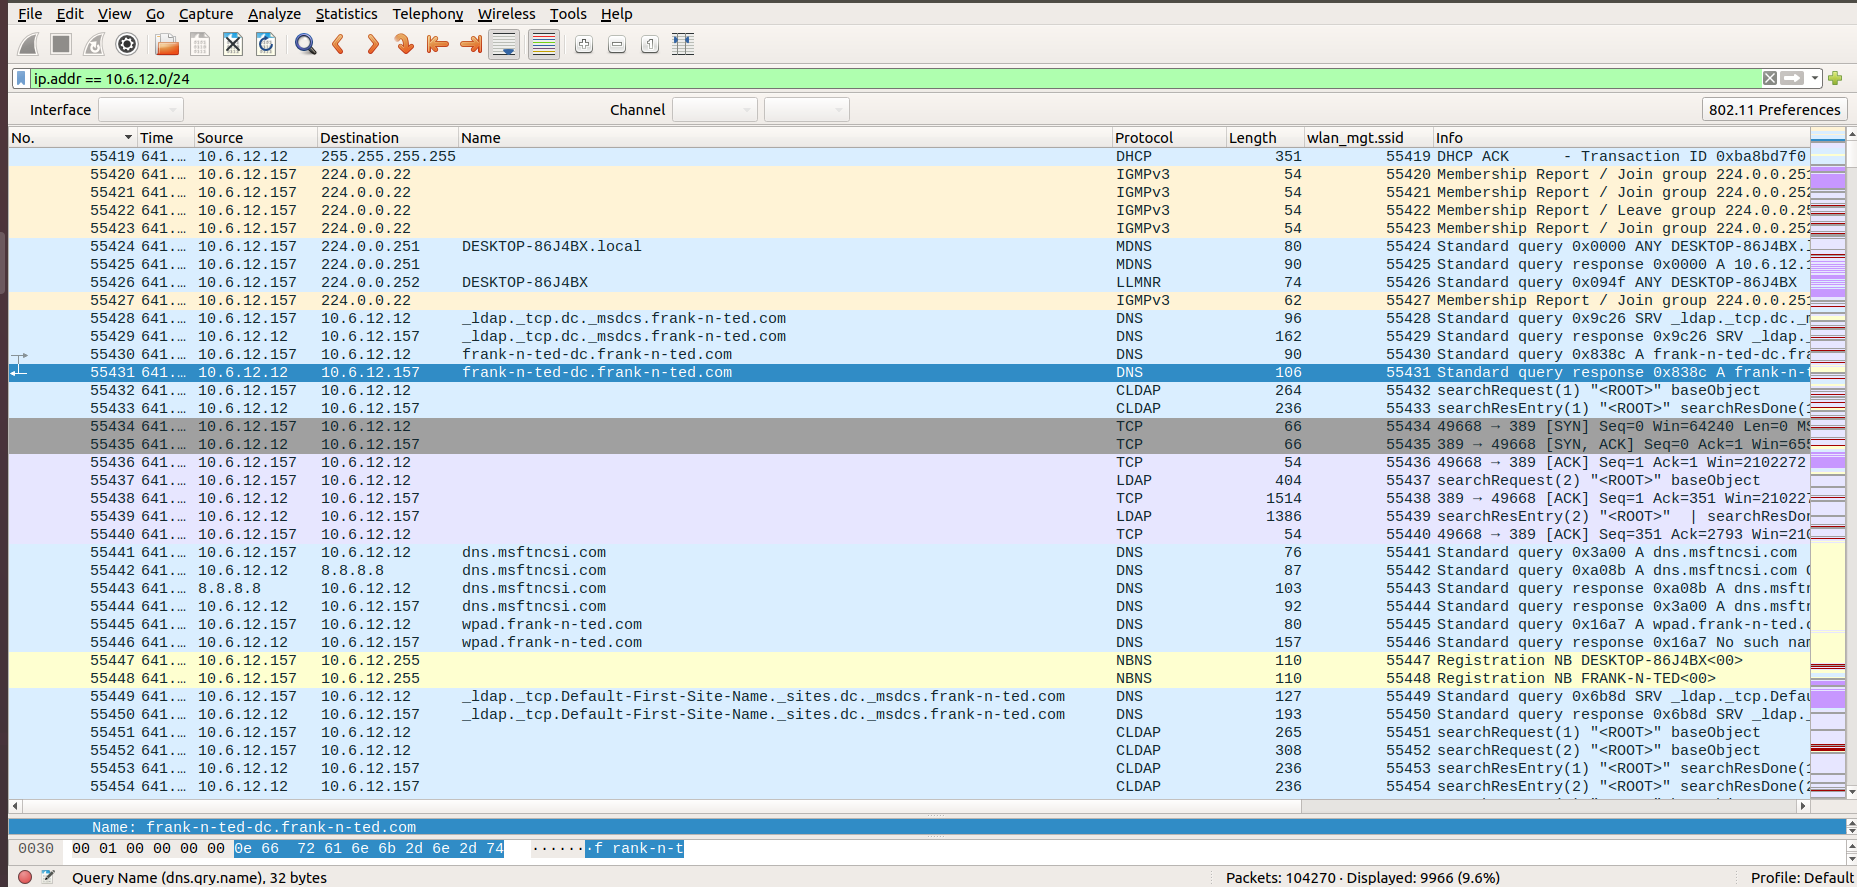 File Edit View Go Capture Analyze Statistics Telephony Wireless Tools Help
ip.addr == 10.6.12.0/24
Interface Channel 802.11 Preferences
No. Time Source Destination Name Protocol Length wlan_mgt.ssid Info
55419 641.… 10.6.12.12 255.255.255.255 DHCP 351 55419 DHCP ACK - Transaction ID 0xba8bd7f0
55420 641.… 10.6.12.157 224.0.0.22 IGMPv3 54 55420 Membership Report / Join group 224.0.0.251
55421 641.… 10.6.12.157 224.0.0.22 IGMPv3 54 55421 Membership Report / Join group 224.0.0.252
55422 641.… 10.6.12.157 224.0.0.22 IGMPv3 54 55422 Membership Report / Leave group 224.0.0.25
55423 641.… 10.6.12.157 224.0.0.22 IGMPv3 54 55423 Membership Report / Join group 224.0.0.252
55424 641.… 10.6.12.157 224.0.0.251 DESKTOP-86J4BX.local MDNS 80 55424 Standard query 0x0000 ANY DESKTOP-86J4BX.
55425 641.… 10.6.12.157 224.0.0.251 MDNS 90 55425 Standard query response 0x0000 A 10.6.12.
55426 641.… 10.6.12.157 224.0.0.252 DESKTOP-86J4BX LLMNR 74 55426 Standard query 0x094f ANY DESKTOP-86J4BX
55427 641.… 10.6.12.157 224.0.0.22 IGMPv3 62 55427 Membership Report / Join group 224.0.0.251
55428 641.… 10.6.12.157 10.6.12.12 _ldap._tcp.dc._msdcs.frank-n-ted.com DNS 96 55428 Standard query 0x9c26 SRV _ldap._tcp.dc._
55429 641.… 10.6.12.12 10.6.12.157 _ldap._tcp.dc._msdcs.frank-n-ted.com DNS 162 55429 Standard query response 0x9c26 SRV _ldap.
55430 641.… 10.6.12.157 10.6.12.12 frank-n-ted-dc.frank-n-ted.com DNS 90 55430 Standard query 0x838c A frank-n-ted-dc.fra
55431 641.… 10.6.12.12 10.6.12.157 frank-n-ted-dc.frank-n-ted.com DNS 106 55431 Standard query response 0x838c A frank-n-
55432 641.… 10.6.12.157 10.6.12.12 CLDAP 264 55432 searchRequest(1) "<ROOT>" baseObject
55433 641.… 10.6.12.12 10.6.12.157 CLDAP 236 55433 searchResEntry(1) "<ROOT>" searchResDone(1
55434 641.… 10.6.12.157 10.6.12.12 TCP 66 55434 49668 → 389 [SYN] Seq=0 Win=64240 Len=0 MS
55435 641.… 10.6.12.12 10.6.12.157 TCP 66 55435 389 → 49668 [SYN, ACK] Seq=0 Ack=1 Win=655
55436 641.… 10.6.12.157 10.6.12.12 TCP 54 55436 49668 → 389 [ACK] Seq=1 Ack=1 Win=2102272
55437 641.… 10.6.12.157 10.6.12.12 LDAP 404 55437 searchRequest(2) "<ROOT>" baseObject
55438 641.… 10.6.12.12 10.6.12.157 TCP 1514 55438 389 → 49668 [ACK] Seq=1 Ack=351 Win=210227
55439 641.… 10.6.12.12 10.6.12.157 LDAP 1386 55439 searchResEntry(2) "<ROOT>" | searchResDon
55440 641.… 10.6.12.157 10.6.12.12 TCP 54 55440 49668 → 389 [ACK] Seq=351 Ack=2793 Win=210
55441 641.… 10.6.12.157 10.6.12.12 dns.msftncsi.com DNS 76 55441 Standard query 0x3a00 A dns.msftncsi.com
55442 641.… 10.6.12.12 8.8.8.8 dns.msftncsi.com DNS 87 55442 Standard query 0xa08b A dns.msftncsi.com
55443 641.… 8.8.8.8 10.6.12.12 dns.msftncsi.com DNS 103 55443 Standard query response 0xa08b A dns.msftn
55444 641.… 10.6.12.12 10.6.12.157 dns.msftncsi.com DNS 92 55444 Standard query response 0x3a00 A dns.msftn
55445 641.… 10.6.12.157 10.6.12.12 wpad.frank-n-ted.com DNS 80 55445 Standard query 0x16a7 A wpad.frank-n-ted.c
55446 641.… 10.6.12.12 10.6.12.157 wpad.frank-n-ted.com DNS 157 55446 Standard query response 0x16a7 No such nam
55447 641.… 10.6.12.157 10.6.12.255 NBNS 110 55447 Registration NB DESKTOP-86J4BX<00>
55448 641.… 10.6.12.157 10.6.12.255 NBNS 110 55448 Registration NB FRANK-N-TED<00>
55449 641.… 10.6.12.157 10.6.12.12 _ldap._tcp.Default-First-Site-Name._sites.dc._msdcs.frank-n-ted.com DNS 127 55449 Standard query 0x6b8d SRV _ldap._tcp.Defau
55450 641.… 10.6.12.12 10.6.12.157 _ldap._tcp.Default-First-Site-Name._sites.dc._msdcs.frank-n-ted.com DNS 193 55450 Standard query response 0x6b8d SRV _ldap.
55451 641.… 10.6.12.157 10.6.12.12 CLDAP 265 55451 searchRequest(1) "<ROOT>" baseObject
55452 641.… 10.6.12.157 10.6.12.12 CLDAP 308 55452 searchRequest(2) "<ROOT>" baseObject
55453 641.… 10.6.12.12 10.6.12.157 CLDAP 236 55453 searchResEntry(1) "<ROOT>" searchResDone(1
55454 641.… 10.6.12.12 10.6.12.157 CLDAP 236 55454 searchResEntry(2) "<ROOT>" searchResDone(2
Name: frank-n-ted-dc.frank-n-ted.com
0030 00 01 00 00 00 00 0e 66 72 61 6e 6b 2d 6e 2d 74 ·······f rank-n-t
Query Name (dns.qry.name), 32 bytes Packets: 104270 · Displayed: 9966 (9.6%) Profile: Default